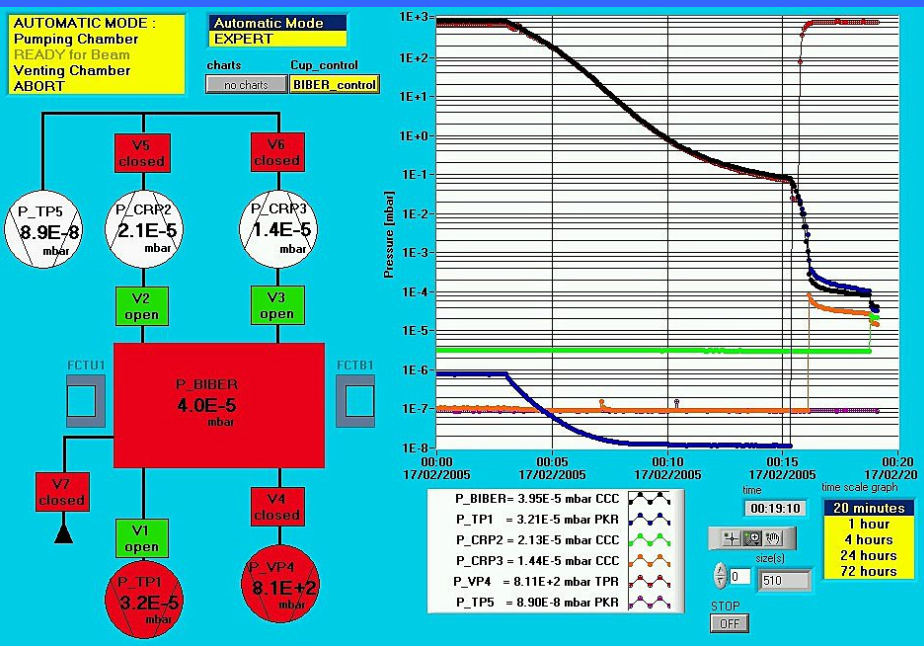 AUTOMATIC MODE :
Pumping Chamber
READY for Beam
Venting Chamber
ABORT
Automatic Mode
EXPERT
charts
Cup_control
no charts
BIBER_control
V5
closed
V6
closed
P_TP5
8.9E-8
mbar
P_CRP2
2.1E-5
mbar
P_CRP3
1.4E-5
mbar
V2
open
V3
open
FCTU1
FCTB1
P_BIBER
4.0E-5
mbar
V7
closed
V4
closed
V1
open
P_TP1
3.2E-5
mbar
P_VP4
8.1E+2
mbar
Pressure [mbar]
1E+3
1E+2
1E+1
1E+0
1E-1
1E-2
1E-3
1E-4
1E-5
1E-6
1E-7
1E-8
00:00
00:05
00:10
00:15
00:20
17/02/2005
17/02/2005
17/02/2005
17/02/2005
17/02/20
P_BIBER= 3.95E-5 mbar CCC
P_TP1 = 3.21E-5 mbar PKR
P_CRP2 = 2.13E-5 mbar CCC
P_CRP3 = 1.44E-5 mbar CCC
P_VP4 = 8.11E+2 mbar TPR
P_TP5 = 8.90E-8 mbar PKR
time
00:19:10
size(s)
0
510
STOP
OFF
time scale graph
20 minutes
1 hour
4 hours
24 hours
72 hours